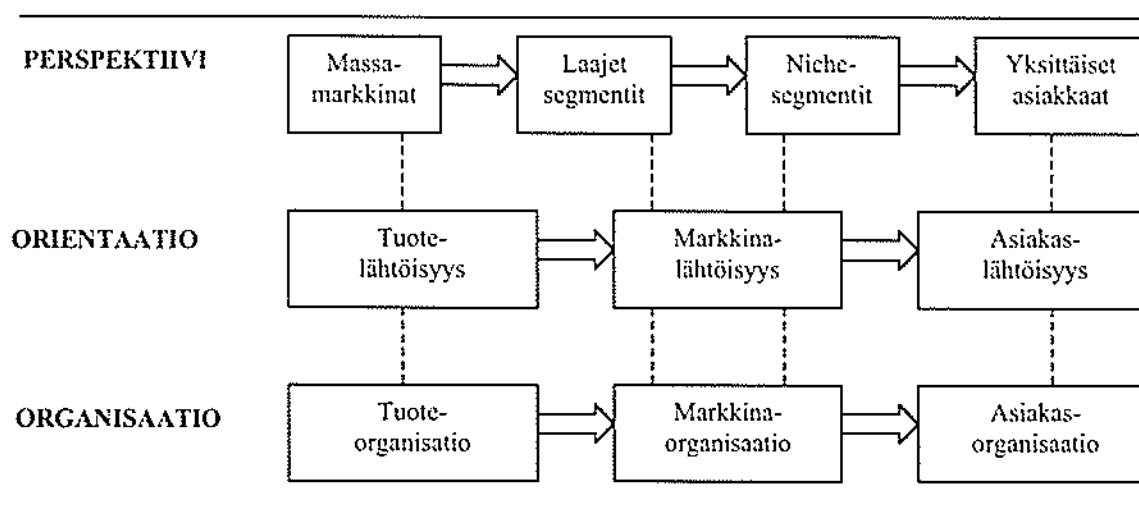 PERSPEKTIIVI
Massa-
markkinat
Laajet
segmentit
Niche-
segmentit
Yksittäiset
asiakkaat
ORIENTAATIO
Tuote-
lähtöisyys
Markkina-
lähtöisyys
Asiakas-
lähtöisyys
ORGANISAATIO
Tuote-
organisatio
Markkina-
organisaatio
Asiakas-
organisaatio